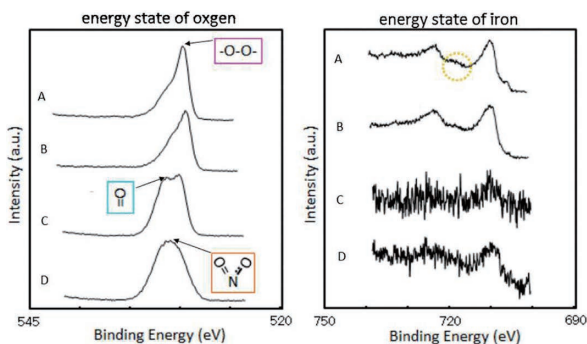 energy state of oxgen
-O-O-
A
B
O
C
O O
N
D
Intensity (a.u.)
545
520
Binding Energy (eV)
energy state of iron
A
B
C
D
Intensity (a.u.)
750
720
690
Binding Energy (eV)